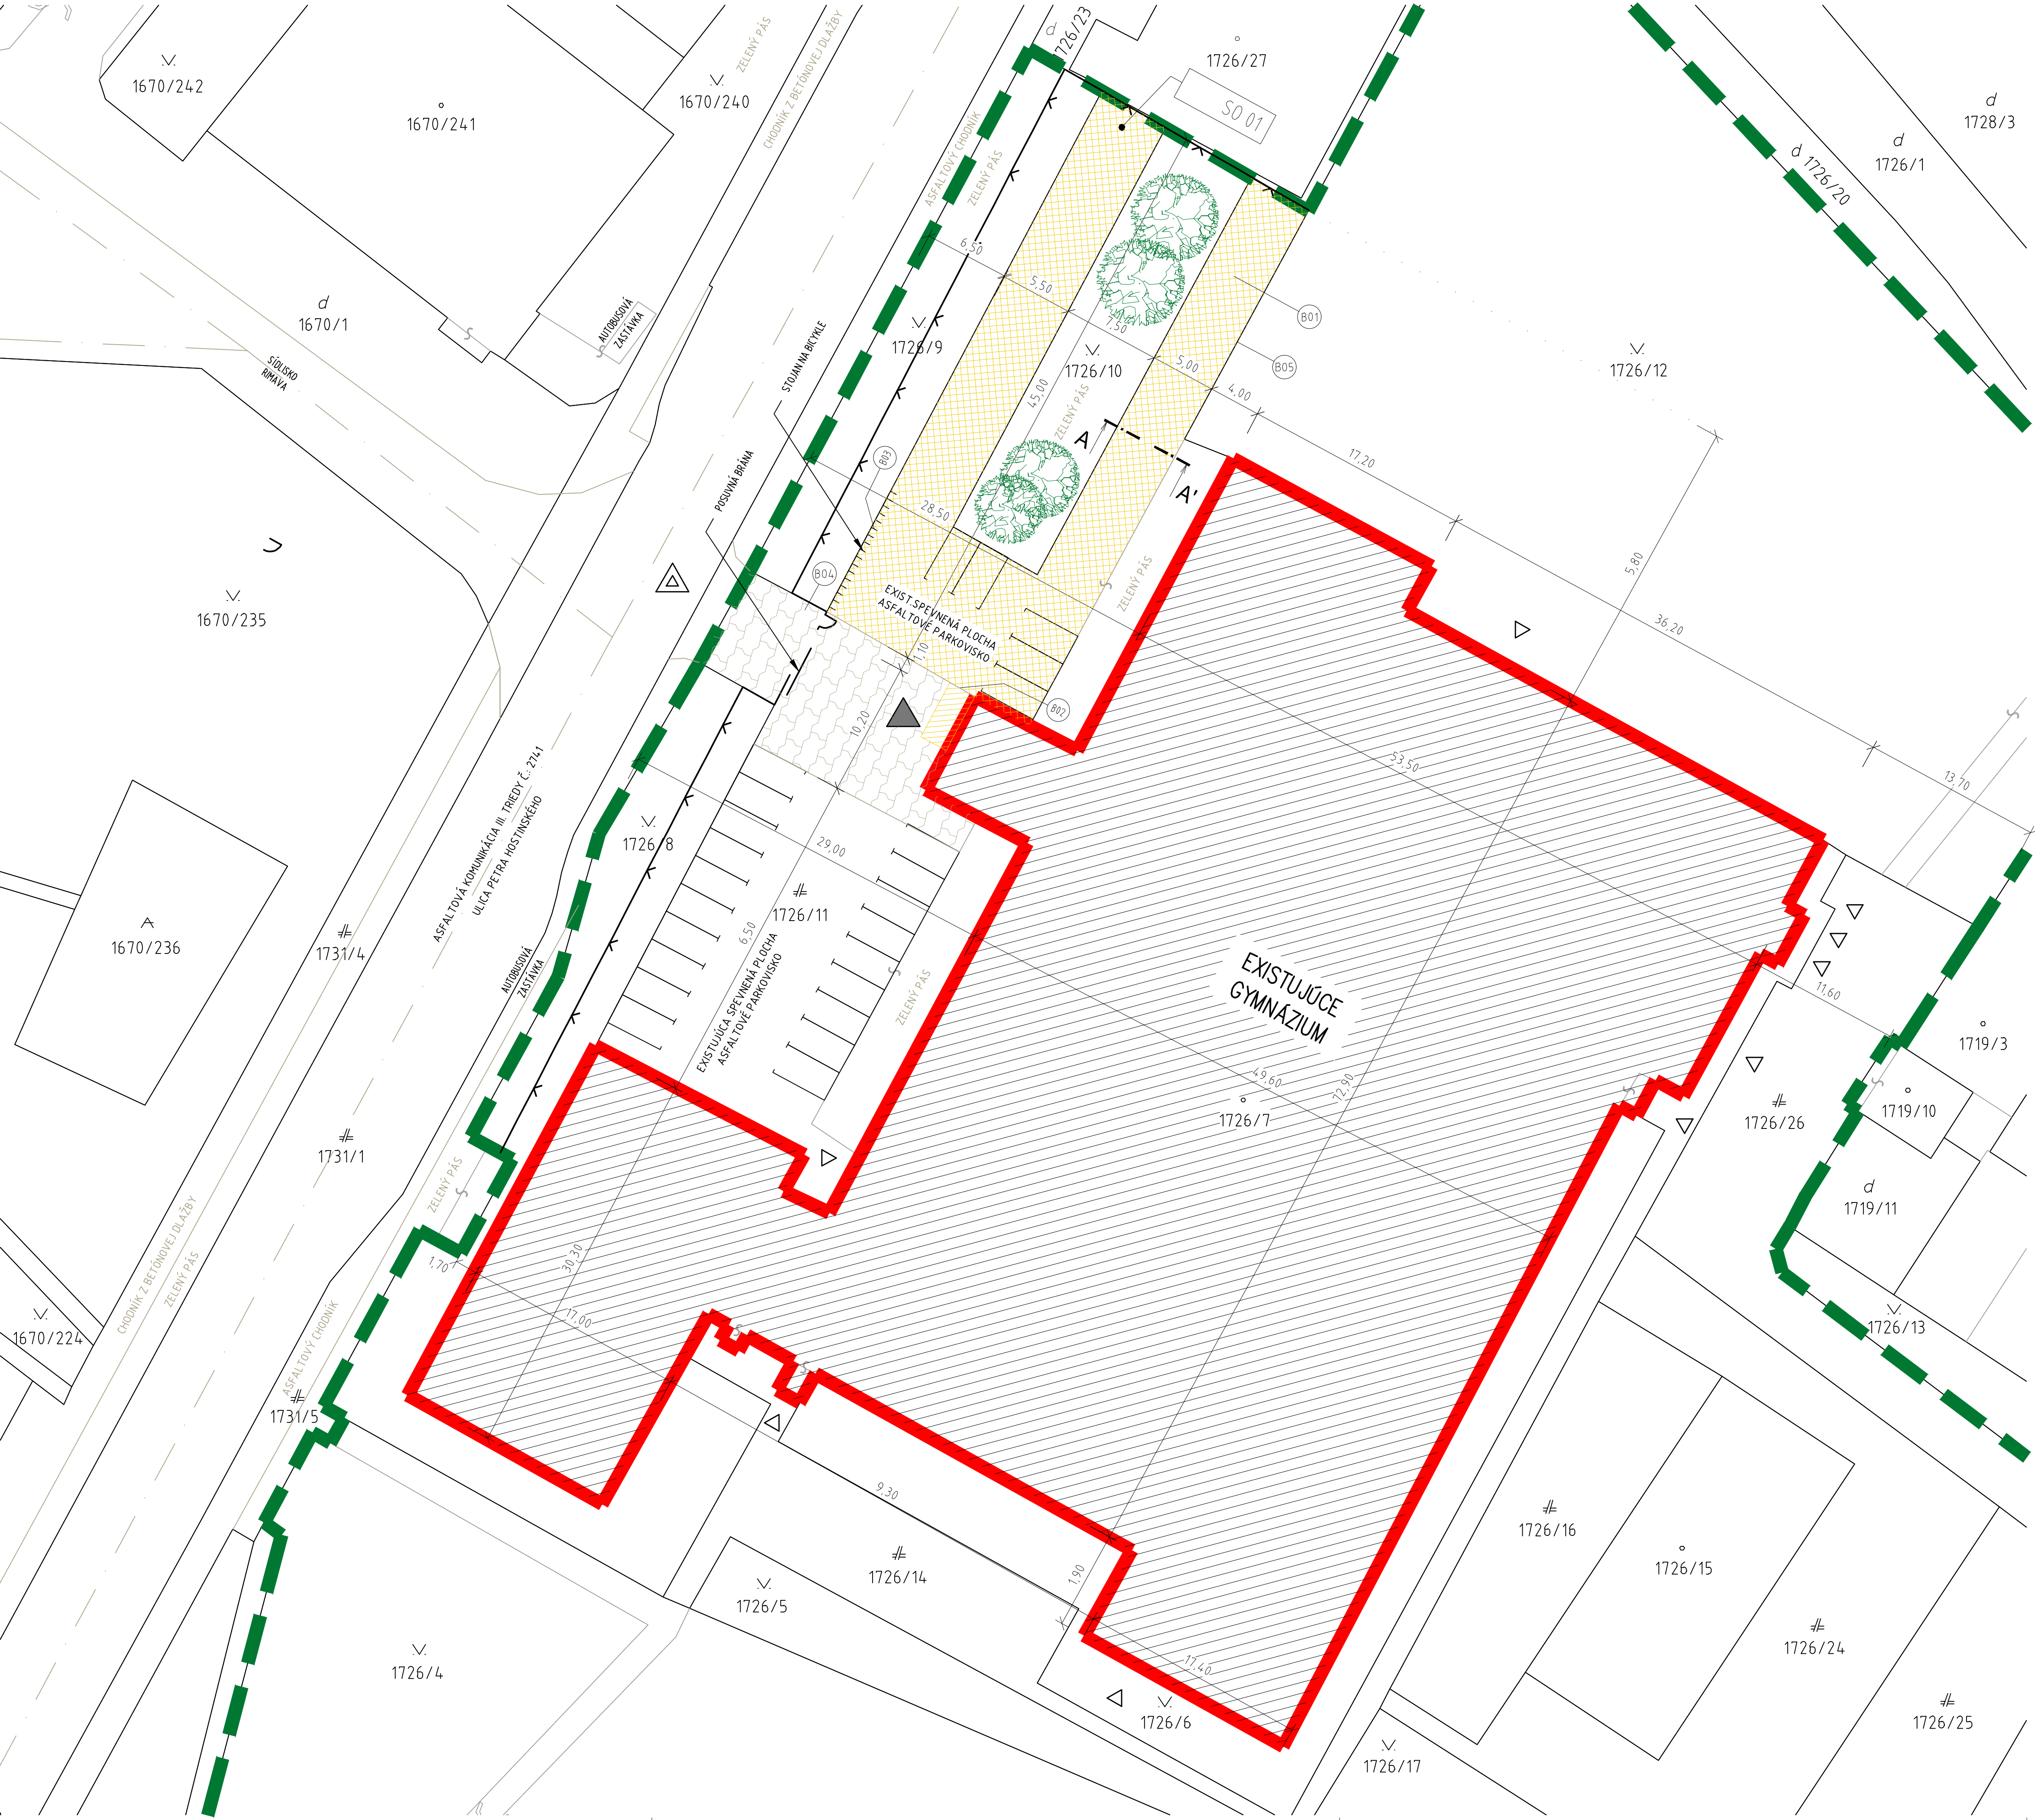 1726/23
1726/27
1670/242
1670/241
1670/240
ZELENÝ PÁS
CHODNÍK Z BETÓNOVEJ DLAŽBY
SO 01
d
1728/3
d
1726/1
d 1726/20
ASFALTOVÝ CHODNÍK
ZELENÝ PÁS
6,50
5,50
7,50
5,00
4,00
17,20
36,20
13,70
5,80
B01
B05
d
1670/1
AUTOBUSOVÁ
ZASTÁVKA
SÍDLISKO
RIMAVA
STOJAN NA BICYKLE
1726/9
1726/10
45,00
ZELENÝ PÁS
1726/12
A
A'
POSUVNÁ BRÁNA
B03
28,50
B04
EXIST.SPEVNENÁ PLOCHA
ASFALTOVÉ PARKOVISKO
ZELENÝ PÁS
1,10
B02
10,20
1670/235
ASFALTOVÁ KOMUNIKÁCIA III. TRIEDY Č.: 2741
ULICA PETRA HOSTINSKÉHO
1726/8
29,00
53,50
1726/11
6,50
EXISTUJÚCA SPEVNENÁ PLOCHA
ASFALTOVÉ PARKOVISKO
ZELENÝ PÁS
1670/236
1731/4
AUTOBUSOVÁ
ZASTÁVKA
EXISTUJÚCE
GYMNÁZIUM
11,60
1719/3
1719/10
49,60
72,90
1726/7
1726/26
1731/1
ZELENÝ PÁS
d
1719/11
1,70
30,30
17,00
CHODNÍK Z BETÓNOVEJ DLAŽBY
ZELENÝ PÁS
1670/224
ASFALTOVÝ CHODNÍK
1731/5
1726/13
9,30
1726/14
1726/5
1726/16
1726/15
1726/4
1,90
17,40
1726/6
1726/24
1726/25
1726/17